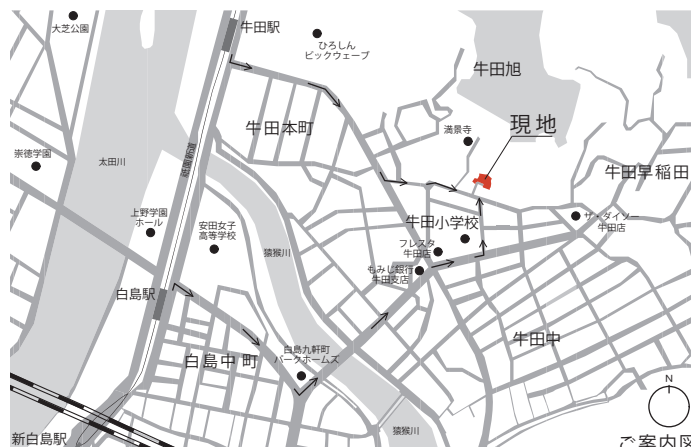 大芝公園
牛田駅
ひろしん
ビックウェーブ
牛田旭
牛田本町
満景寺
現地
崇徳学園
太田川
祇園新道
牛田早稲田
上野学園
ホール
安田女子
高等学校
猿猴川
牛田小学校
ザ・ダイソー
牛田店
フレスタ
牛田店
もみじ銀行
牛田支店
白島駅
牛田中
白島中町
白島九軒町
パークホームズ
猿猴川
新白島駅
N
ご案内図